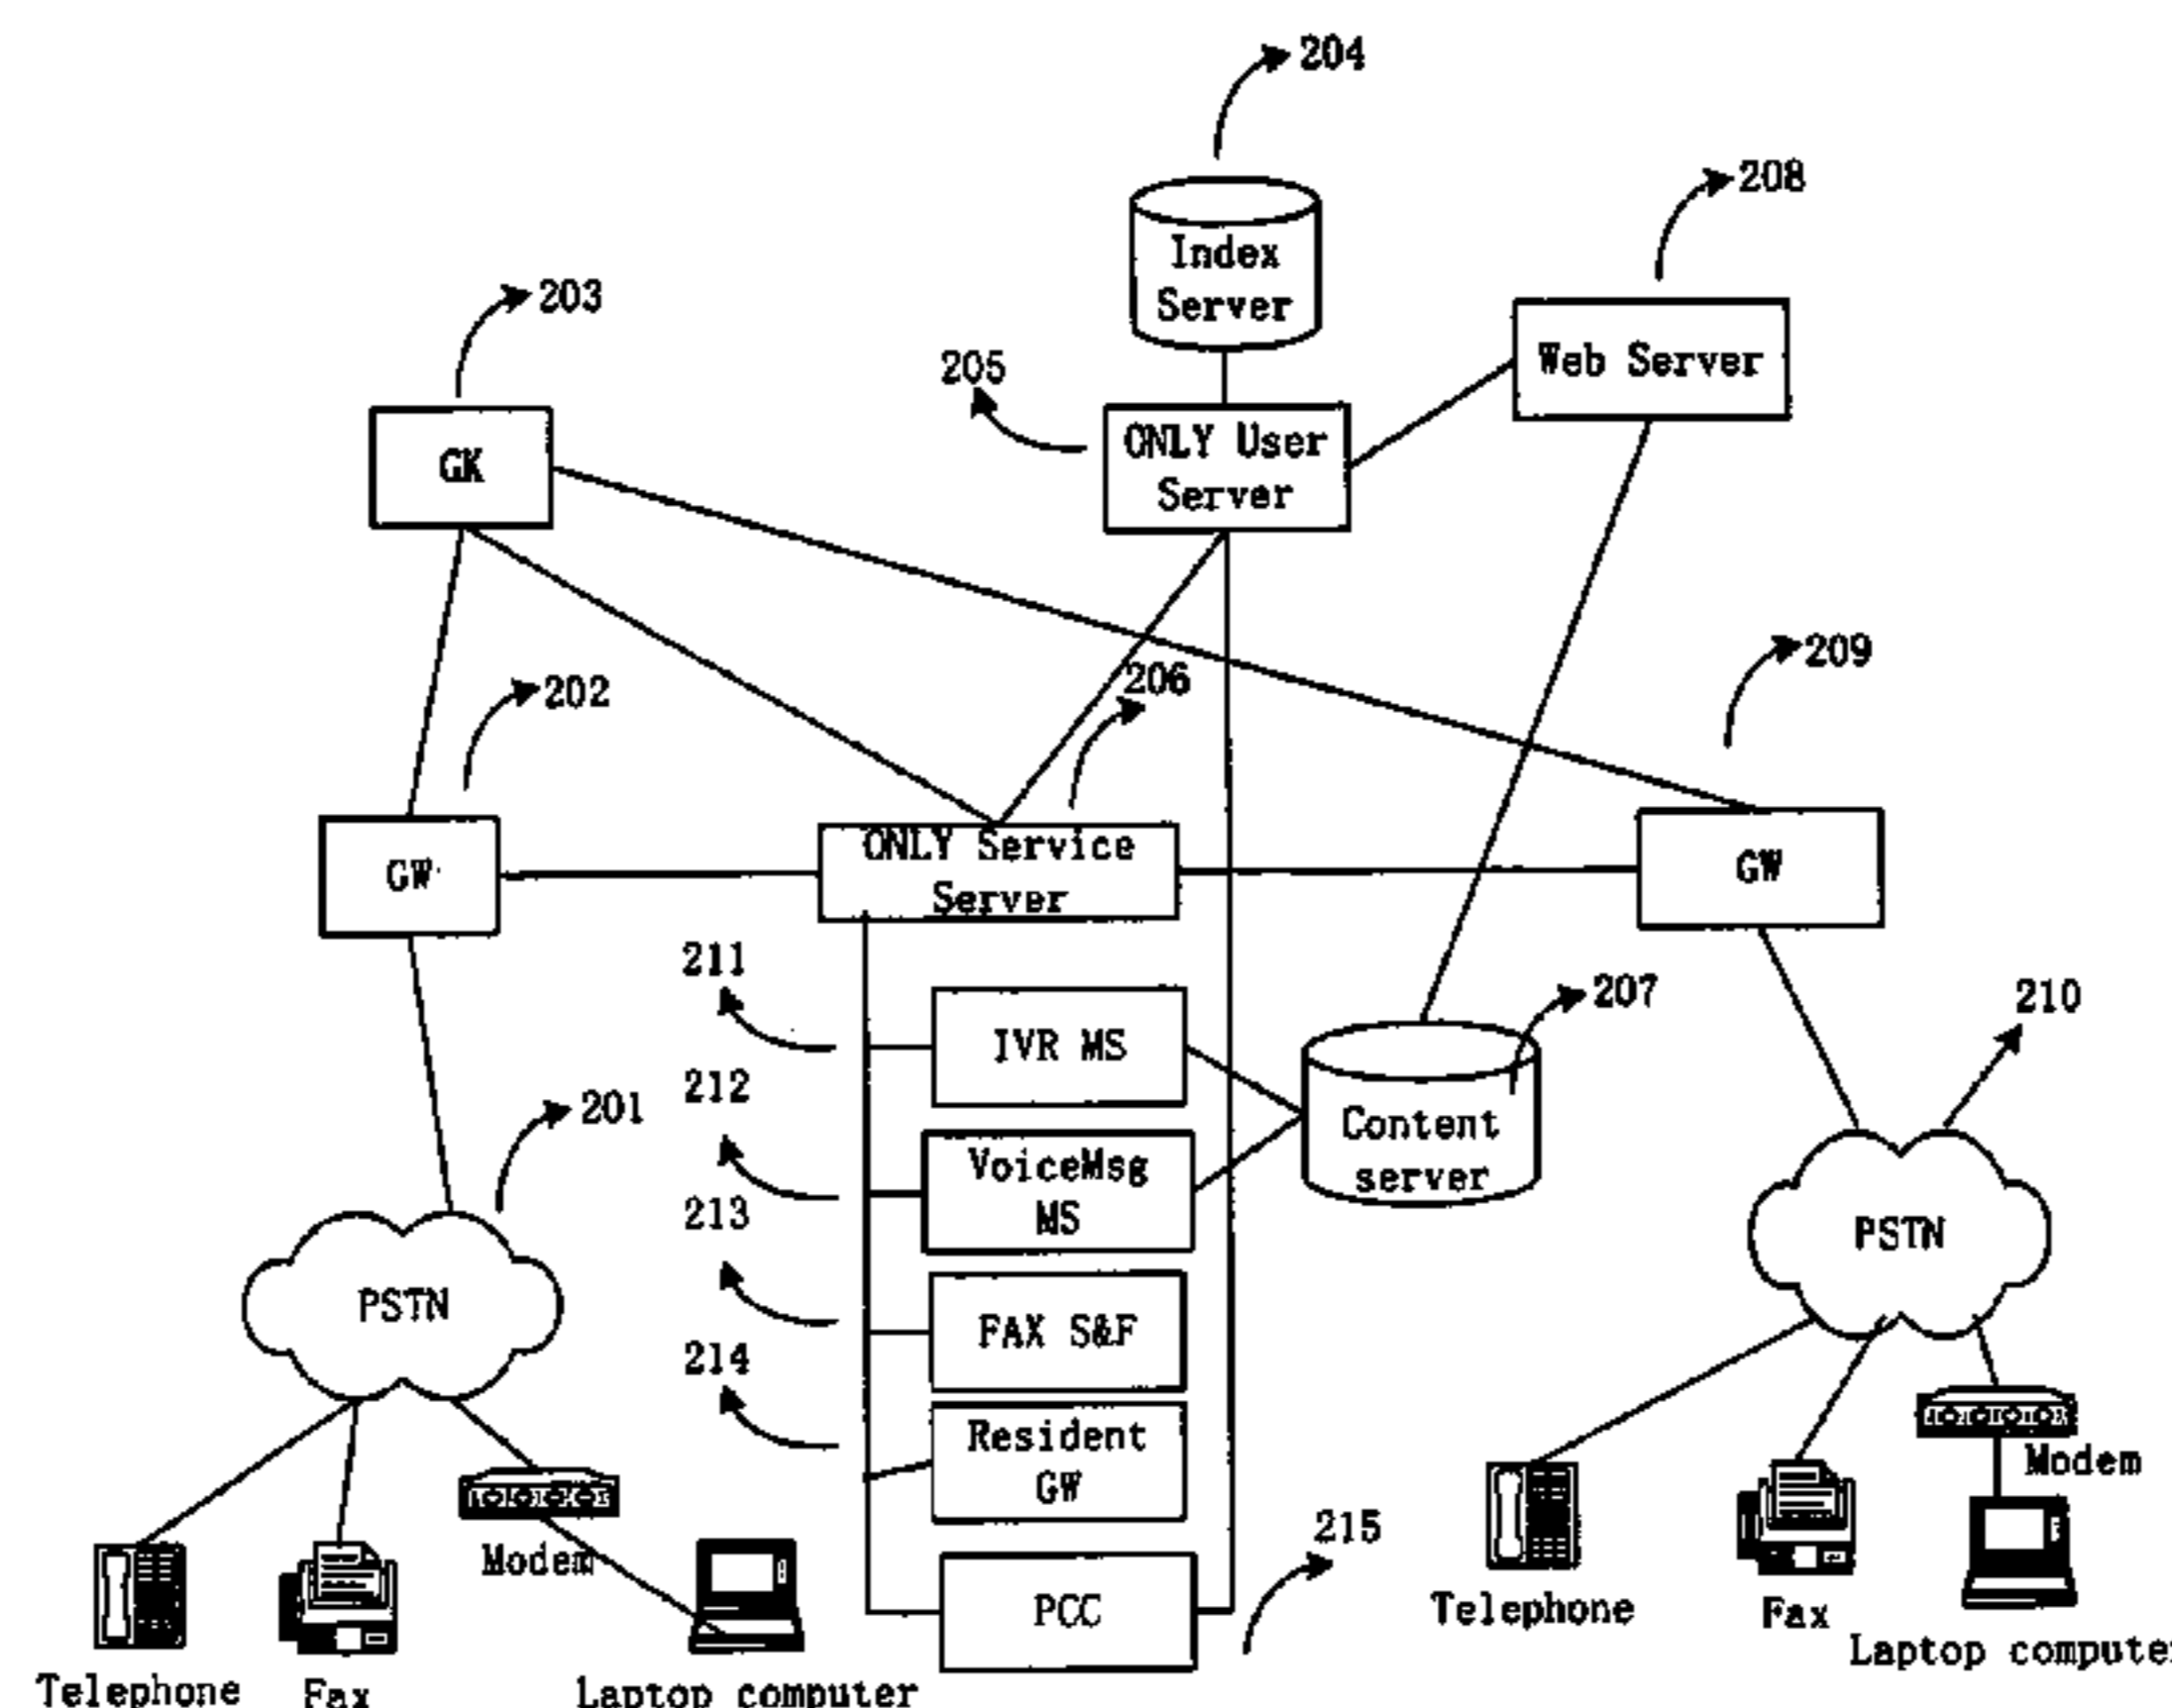 204
208
Index
Server
203
205
Web Server
ONLY User
Server
GK
209
206
202
ONLY Service
Server
GW
GW
211
207
210
IVR MS
212
201
Content
server
VoiceMsg
MS
213
PSTN
PSTN
FAX S&F
214
Resident
GW
Modem
215
Modem
PCC
Telephone
Fax
Laptop computer
Telephone
Fax
Laptop computer